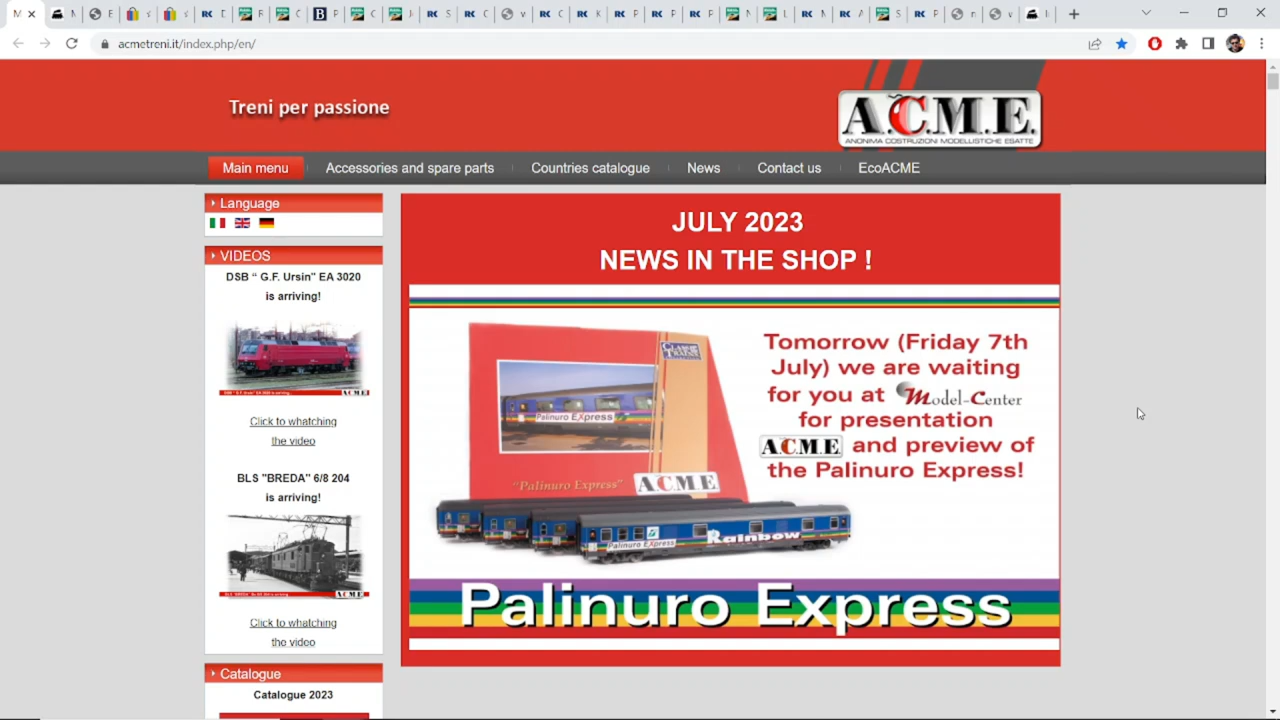 acmetreni.it/index.php/en/
Treni per passione
A.C.M.E.
ANONIMA COSTRUZIONI MODELLISTICHE ESATTE
Main menu
Accessories and spare parts
Countries catalogue
News
Contact us
EcoACME
Language
VIDEOS
DSB “ G.F. Ursin" EA 3020
is arriving!
A.C.M.E.
Click to whatching
the video
BLS "BREDA" 6/8 204
is arriving!
A.C.M.E.
Click to whatching
the video
Catalogue
Catalogue 2023
JULY 2023
NEWS IN THE SHOP !
Palinuro Express
"Palinuro Express"
A.C.M.E.
Palinuro Express
Rainbow
Tomorrow (Friday 7th
July) we are waiting
for you at Model-Center
for presentation
A.C.M.E. and preview of
the Palinuro Express!
Palinuro Express